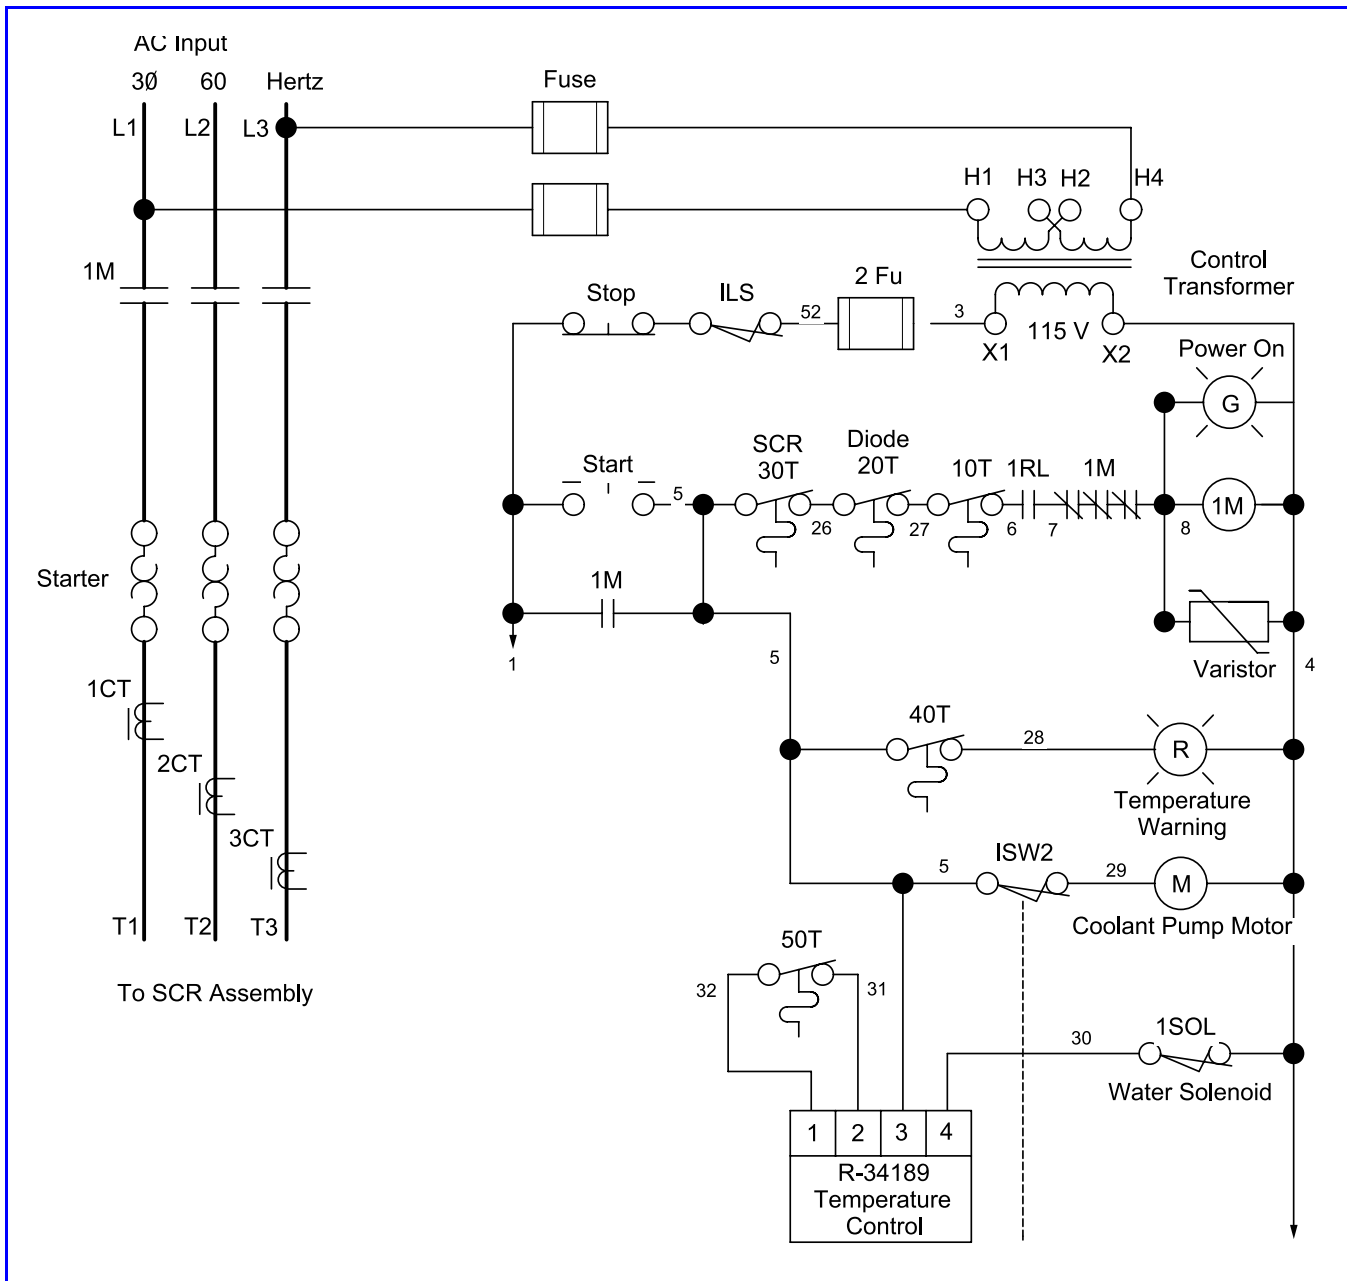 AC Input
3Ø 60 Hertz
Fuse
L1 L2 L3
H1 H3 H2 H4
1M
Control
Transformer
Stop ILS 52 2 Fu 3
X1 115 V X2
Power On
G
Start 5
SCR
30T
Diode
20T
10T 1RL 1M
26 27 6 7 8 1M
Starter
1M
1
5
Varistor 4
1CT
40T
28 R
Temperature
Warning
2CT
3CT
5 ISW2 29 M
Coolant Pump Motor
T1 T2 T3
To SCR Assembly
50T
32 31
30 1SOL
Water Solenoid
1 2 3 4
R-34189
Temperature
Control